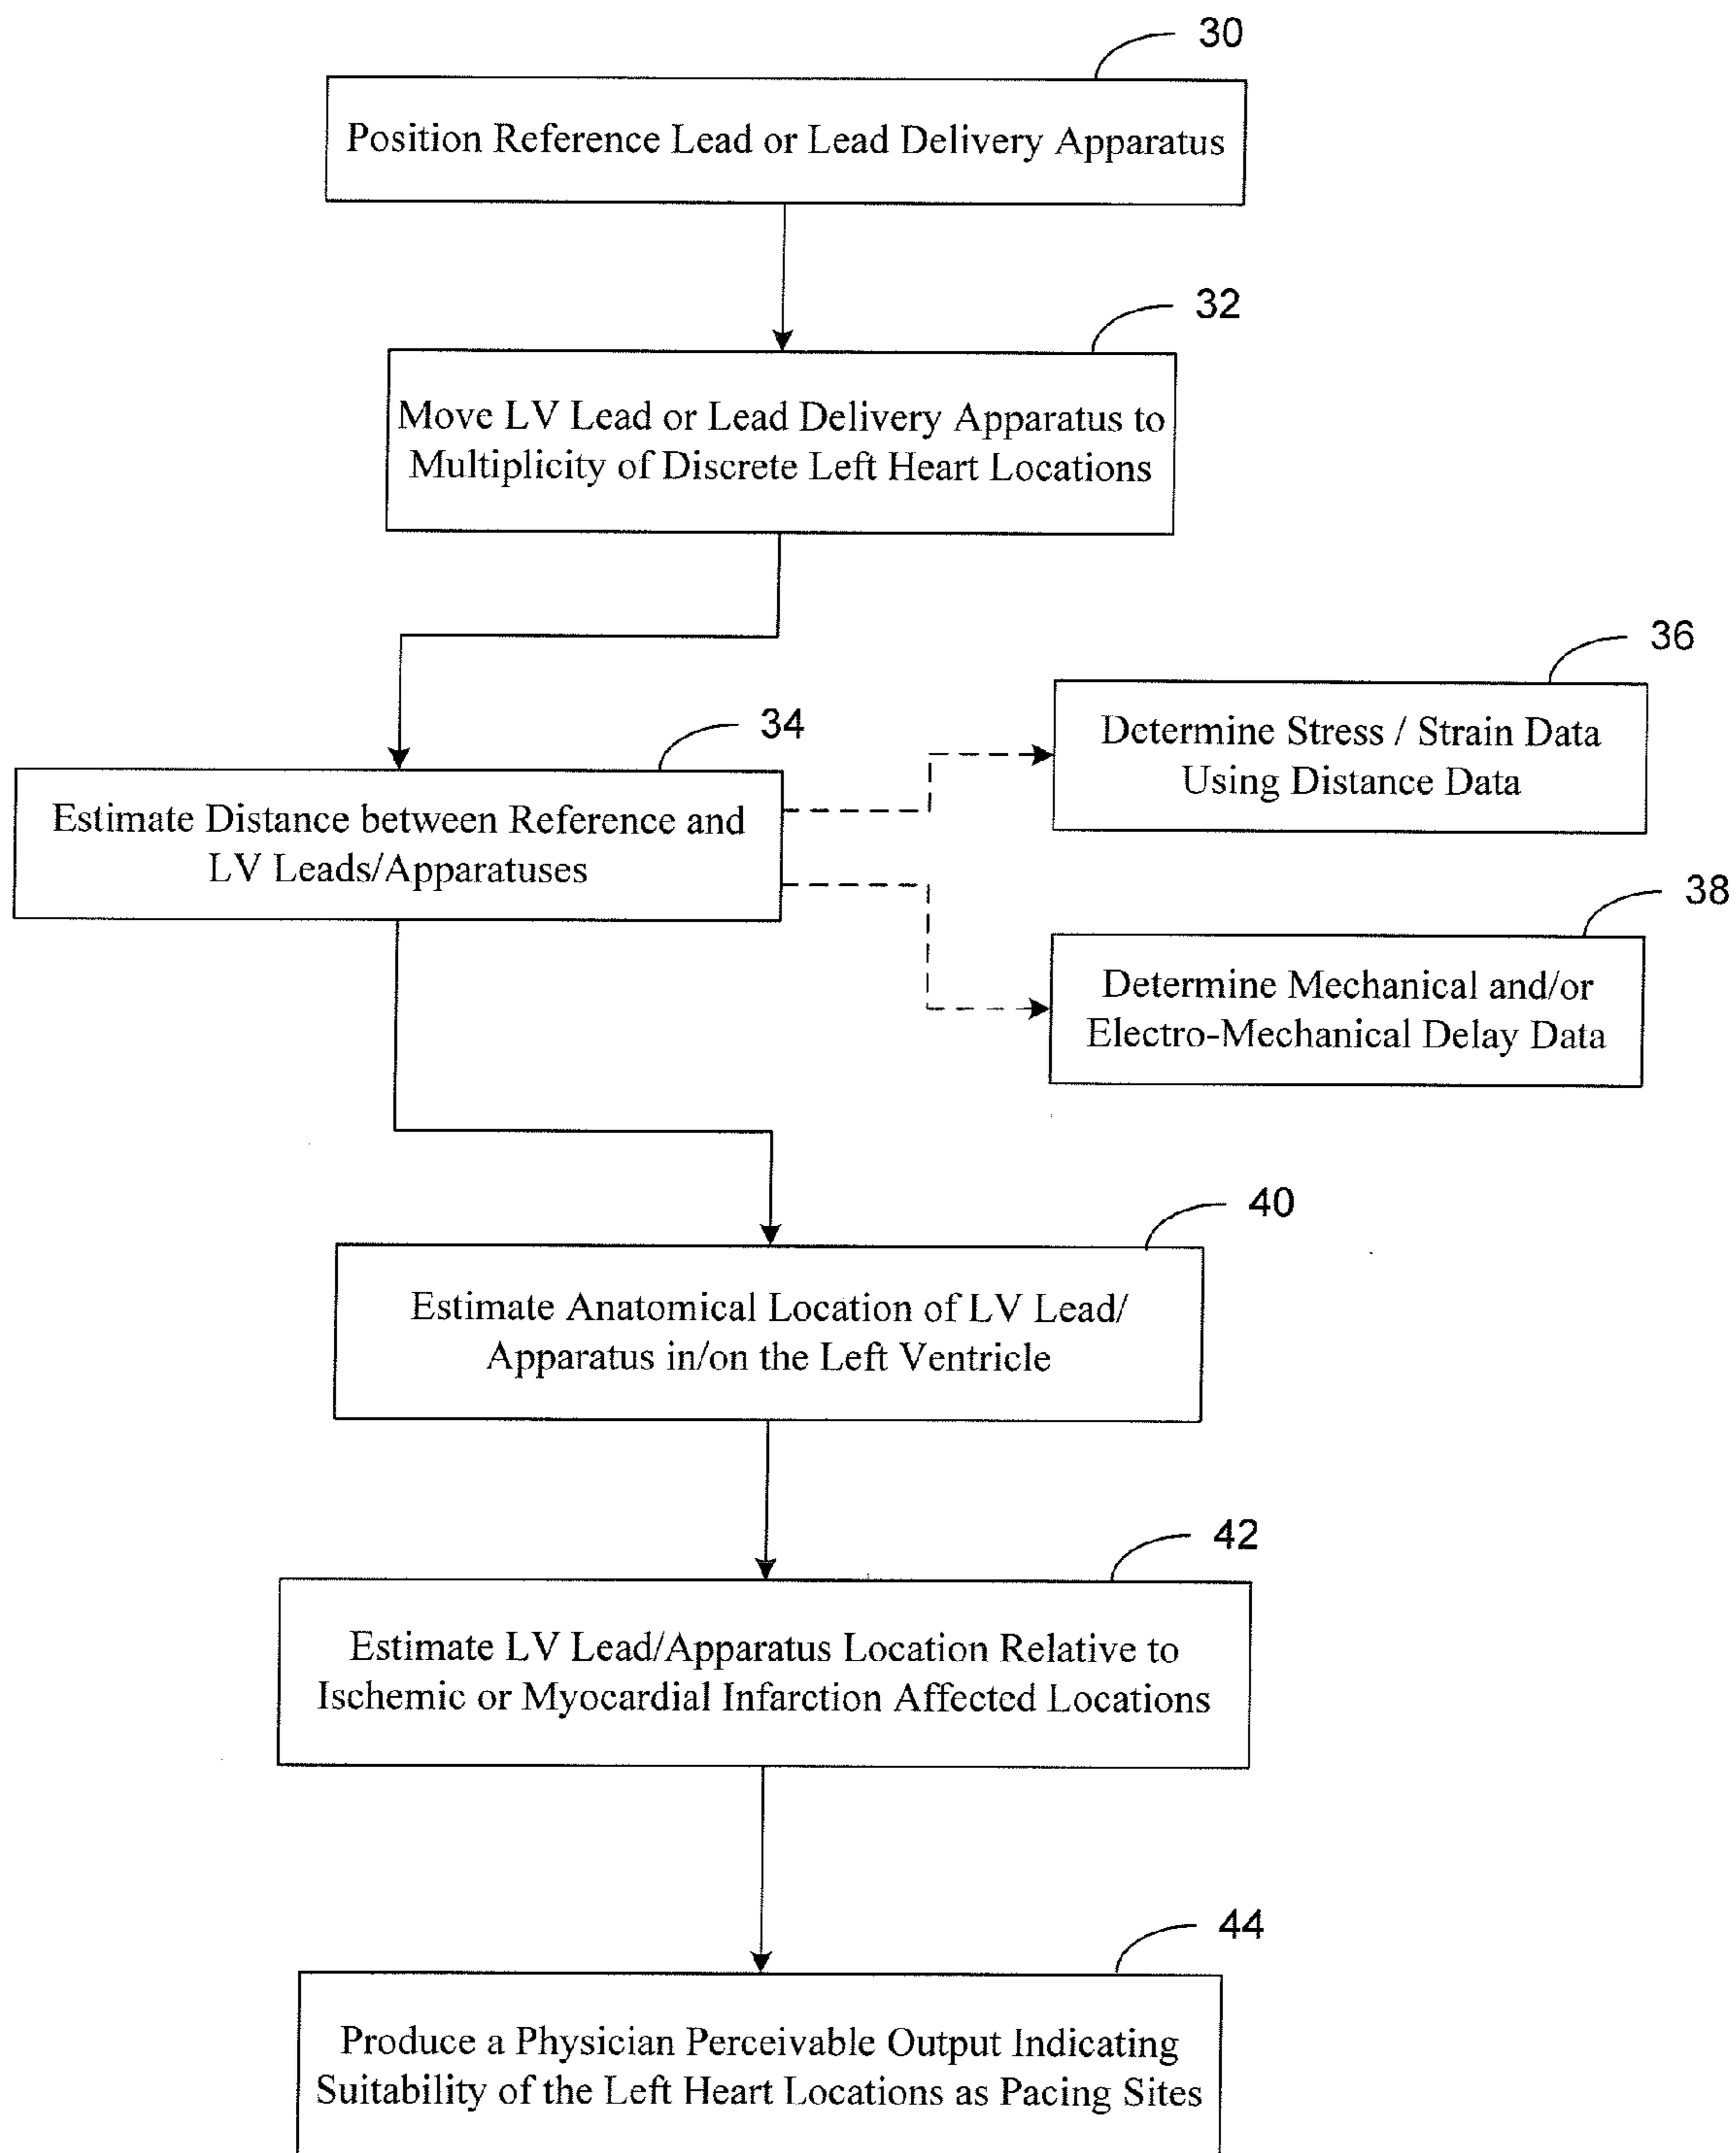 30
Position Reference Lead or Lead Delivery Apparatus
32
Move LV Lead or Lead Delivery Apparatus to
Multiplicity of Discrete Left Heart Locations
34
Estimate Distance between Reference and
LV Leads/Apparatuses
36
Determine Stress / Strain Data
Using Distance Data
38
Determine Mechanical and/or
Electro-Mechanical Delay Data
40
Estimate Anatomical Location of LV Lead/
Apparatus in/on the Left Ventricle
42
Estimate LV Lead/Apparatus Location Relative to
Ischemic or Myocardial Infarction Affected Locations
44
Produce a Physician Perceivable Output Indicating
Suitability of the Left Heart Locations as Pacing Sites